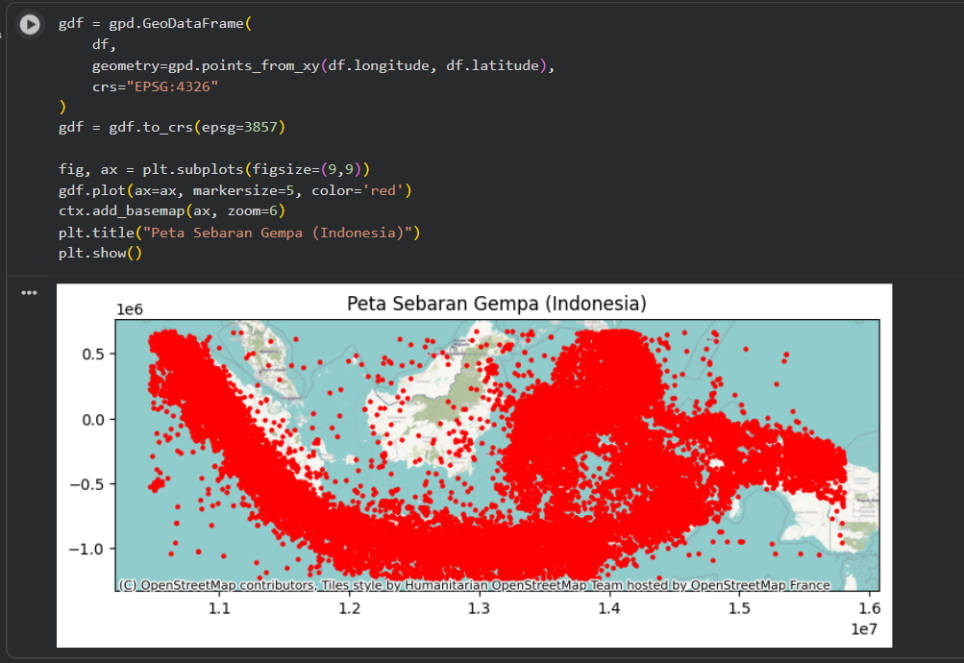 gdf = gpd.GeoDataFrame(
    df,
    geometry=gpd.points_from_xy(df.longitude, df.latitude),
    crs="EPSG:4326"
)
gdf = gdf.to_crs(epsg=3857)
fig, ax = plt.subplots(figsize=(9,9))
gdf.plot(ax=ax, markersize=5, color='red')
ctx.add_basemap(ax, zoom=6)
plt.title("Peta Sebaran Gempa (Indonesia)")
plt.show()
Peta Sebaran Gempa (Indonesia)
1e6
0.5
0.0
−0.5
−1.0
(C) OpenStreetMap contributors, Tiles style by Humanitarian OpenStreetMap Team hosted by OpenStreetMap France
1.1 1.2 1.3 1.4 1.5 1.6
1e7